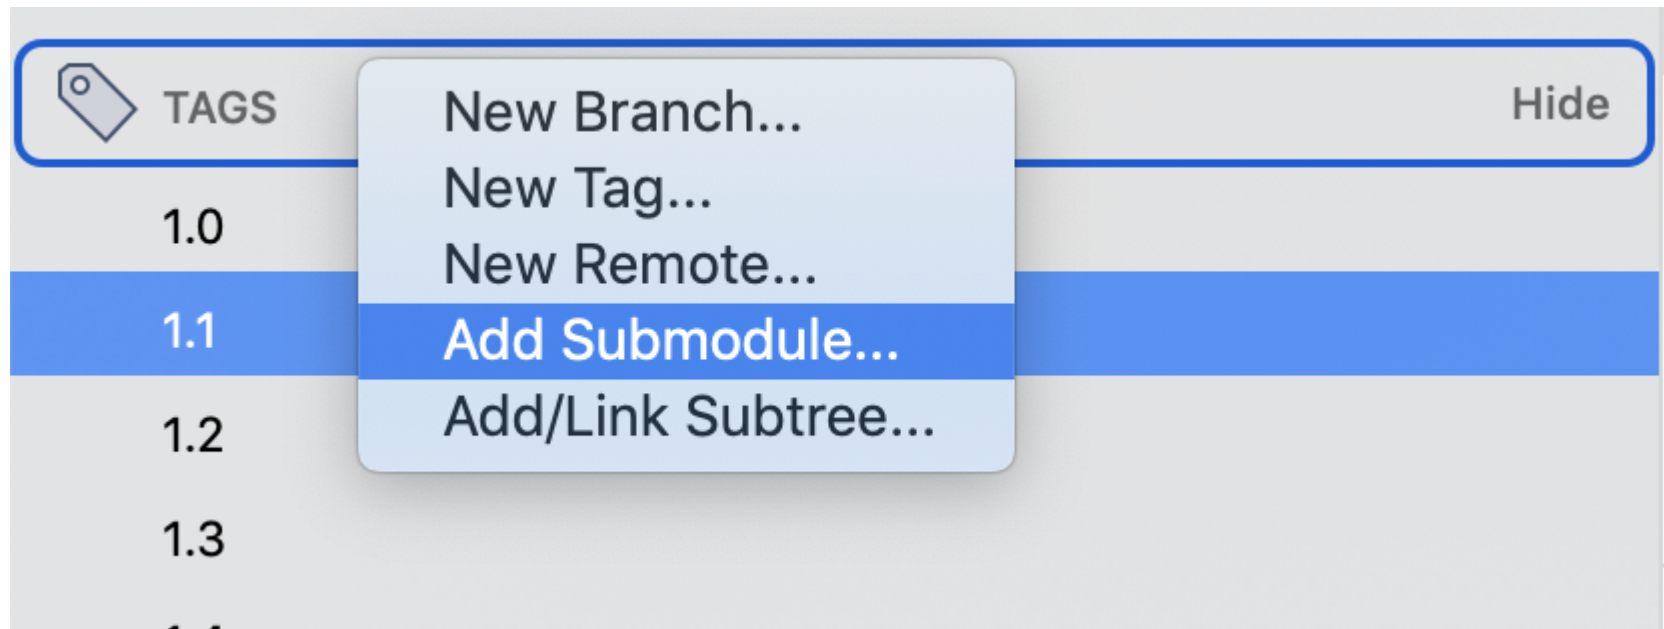 TAGS
Hide
New Branch...
New Tag...
New Remote...
Add Submodule...
Add/Link Subtree...
1.0
1.1
1.2
1.3